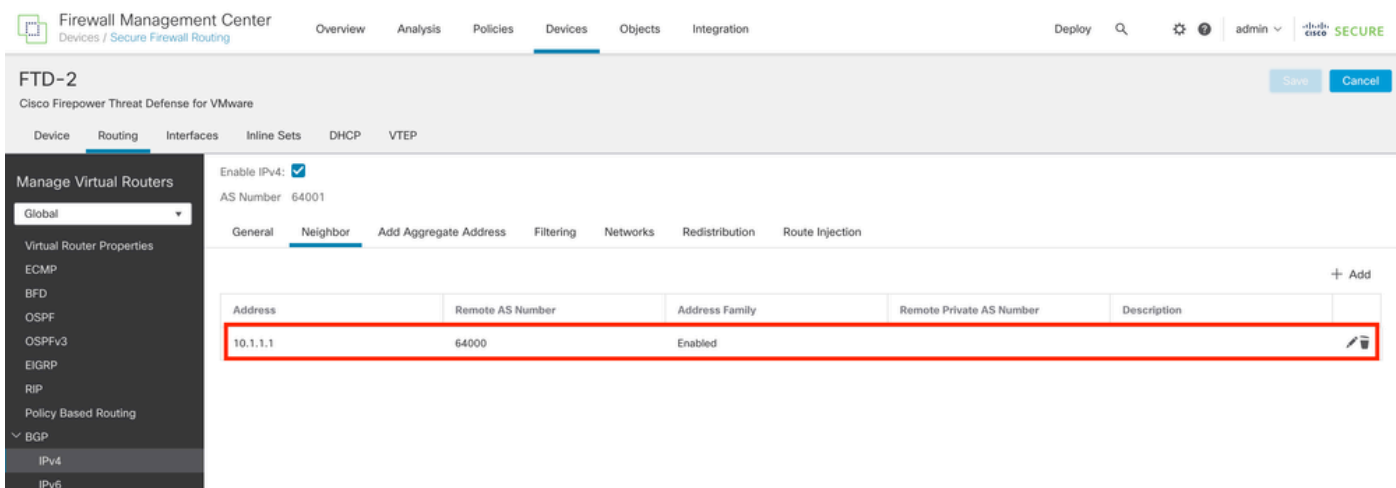 Firewall Management Center
Devices / Secure Firewall Routing
Overview Analysis Policies Devices Objects Integration Deploy admin cisco SECURE
FTD-2
Save Cancel
Cisco Firepower Threat Defense for VMware
Device Routing Interfaces Inline Sets DHCP VTEP
Manage Virtual Routers
Global
Virtual Router Properties
ECMP
BFD
OSPF
OSPFv3
EIGRP
RIP
Policy Based Routing
BGP
IPv4
IPv6
Enable IPv4:
AS Number 64001
General Neighbor Add Aggregate Address Filtering Networks Redistribution Route Injection
+ Add
Address Remote AS Number Address Family Remote Private AS Number Description
10.1.1.1 64000 Enabled